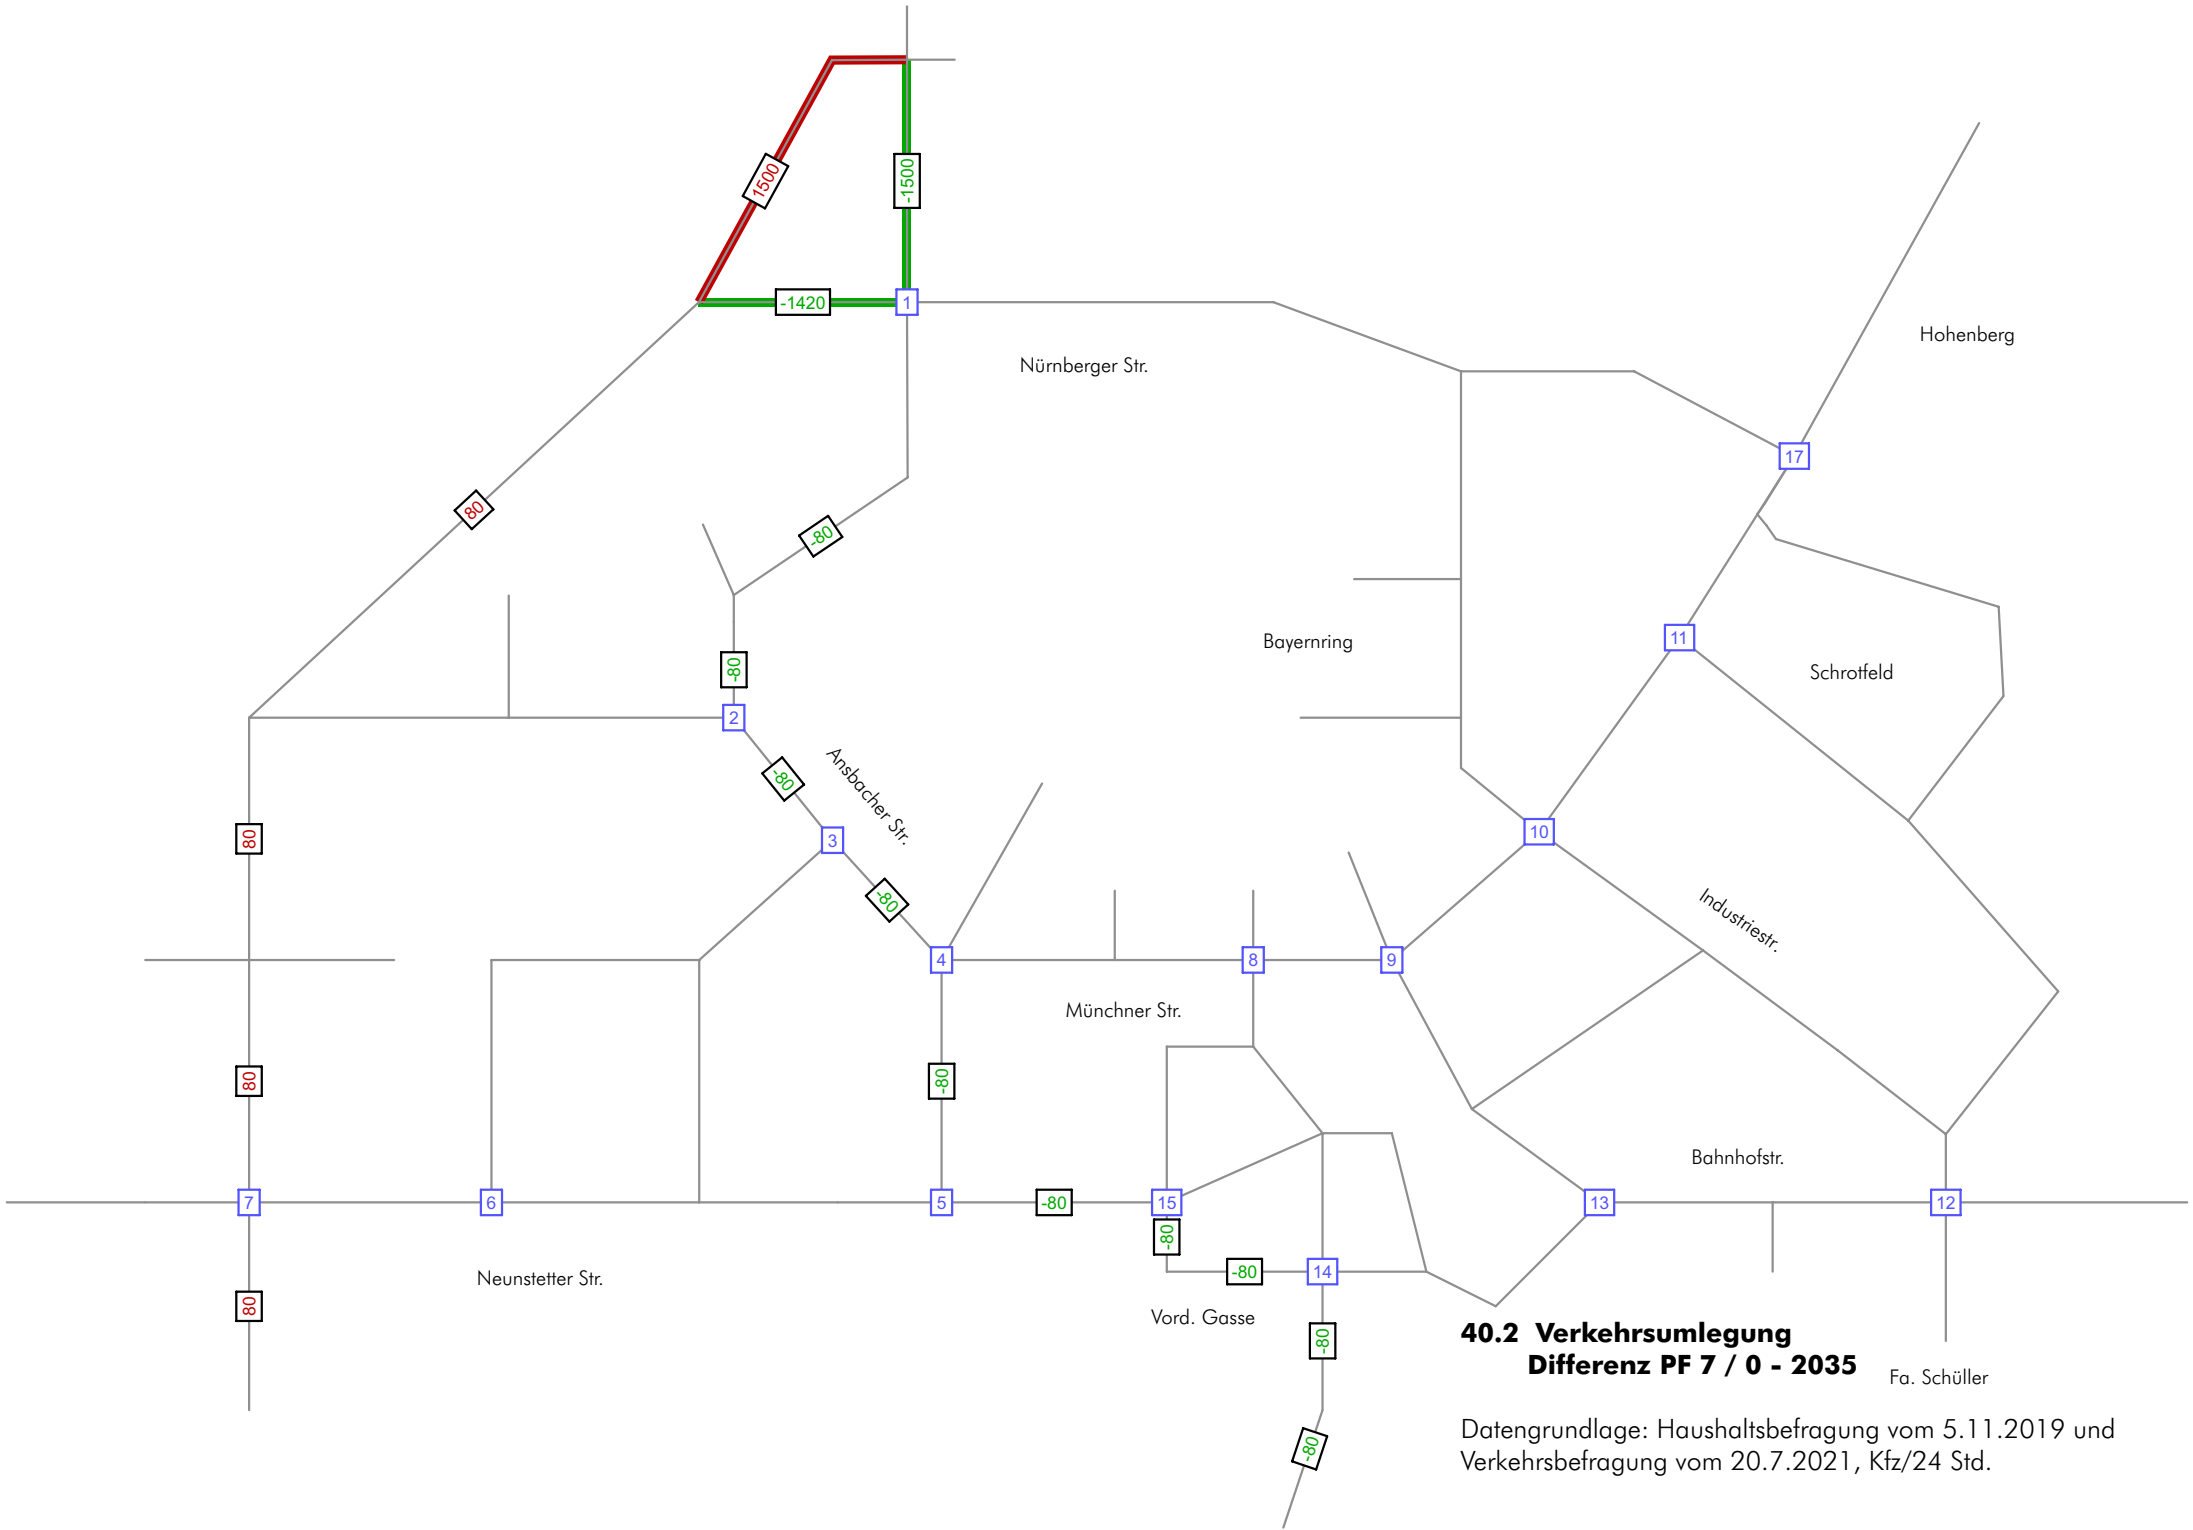 1500
-1500
-1420
1
Nürnberger Str.
Hohenberg
17
80
-80
11
Bayernring
-80
Schrotfeld
2
-80
Ansbacher Str.
80
3
10
-80
Industriestr.
4
8
9
Münchner Str.
80
-80
Bahnhofstr.
7
6
5
-80
15
13
12
-80
Neunstetter Str.
-80
14
80
Vord. Gasse
-80
40.2 Verkehrsumlegung
Differenz PF 7 / 0 - 2035
Fa. Schüller
-80
Datengrundlage: Haushaltsbefragung vom 5.11.2019 und
Verkehrsbefragung vom 20.7.2021, Kfz/24 Std.